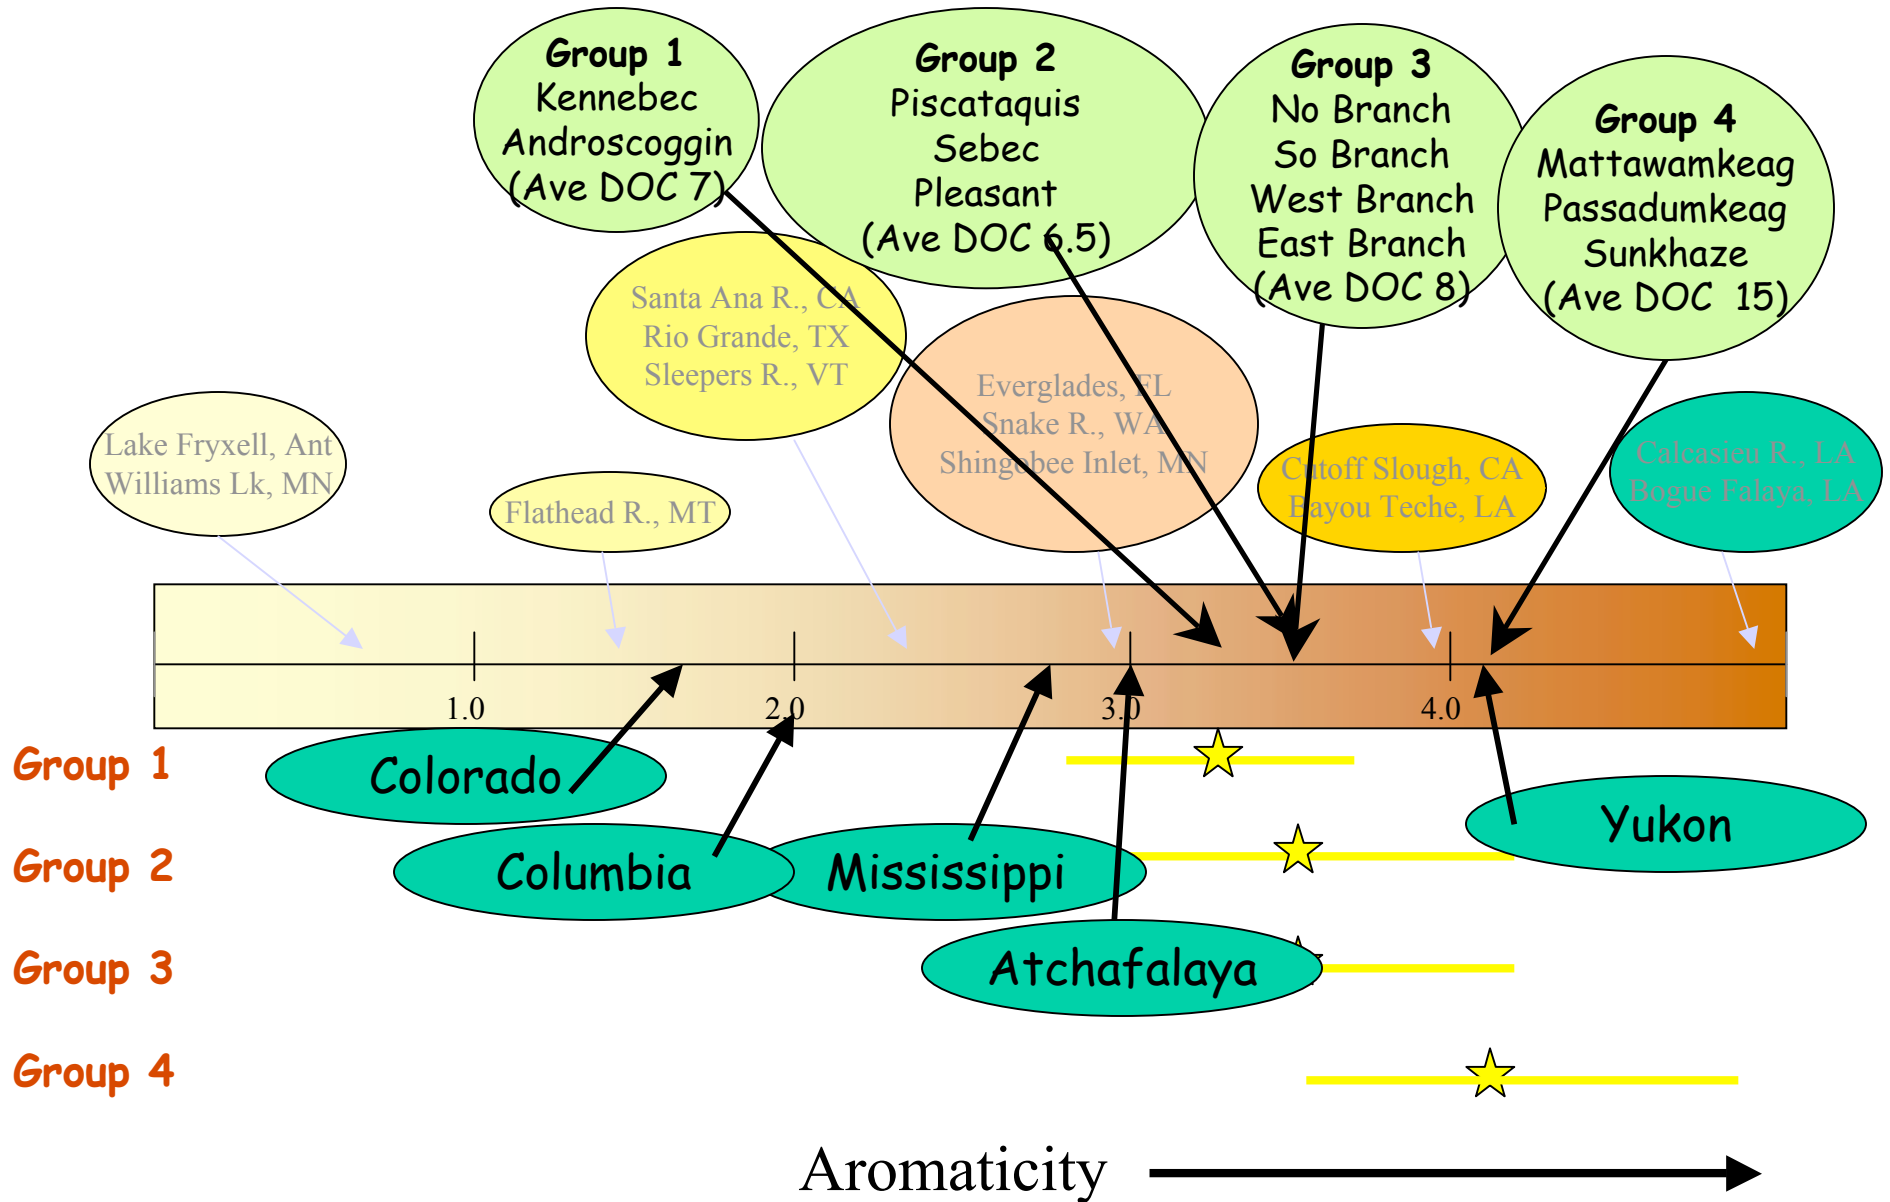 Group 1
Kennebec
Androscoggin
(Ave DOC 7)
Group 2
Piscataquis
Sebec
Pleasant
(Ave DOC 6.5)
Group 3
No Branch
So Branch
West Branch
East Branch
(Ave DOC 8)
Group 4
Mattawamkeag
Passadumkeag
Sunkhaze
(Ave DOC 15)
Santa Ana R., CA
Rio Grande, TX
Sleepers R., VT
Everglades, FL
Snake R., WA
Shingobee Inlet, MN
Lake Fryxell, Ant
Williams Lk, MN
Flathead R., MT
Cutoff Slough, CA
Bayou Teche, LA
Calcasieu R., LA
Bogue Falaya, LA
1.0
2.0
3.0
4.0
Group 1
Colorado
Yukon
Group 2
Columbia
Mississippi
Group 3
Atchafalaya
Group 4
Aromaticity